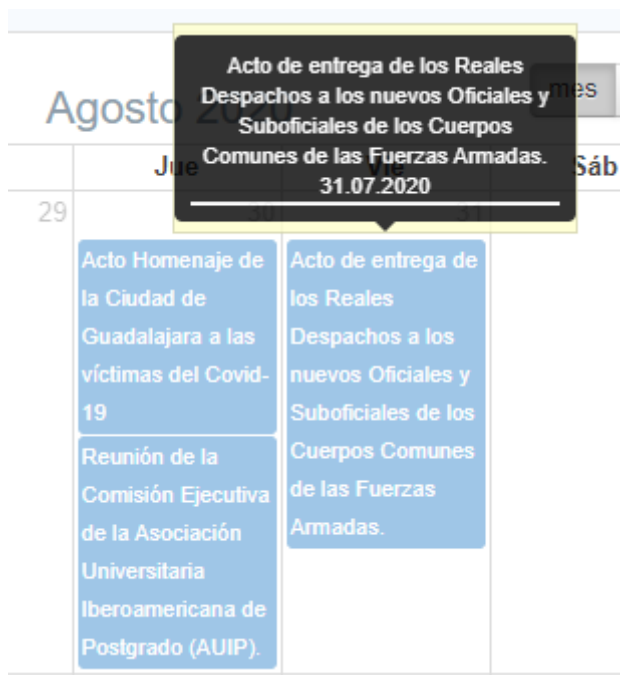 Acto de entrega de los Reales
Despachos a los nuevos Oficiales y
Suboficiales de los Cuerpos
Comunes de las Fuerzas Armadas.
31.07.2020
Agosto 2020
mes
Jue
Vie
Sáb
29
30
31
Acto Homenaje de
la Ciudad de
Guadalajara a las
víctimas del Covid-
19
Reunión de la
Comisión Ejecutiva
de la Asociación
Universitaria
Iberoamericana de
Postgrado (AUIP).
Acto de entrega de
los Reales
Despachos a los
nuevos Oficiales y
Suboficiales de los
Cuerpos Comunes
de las Fuerzas
Armadas.